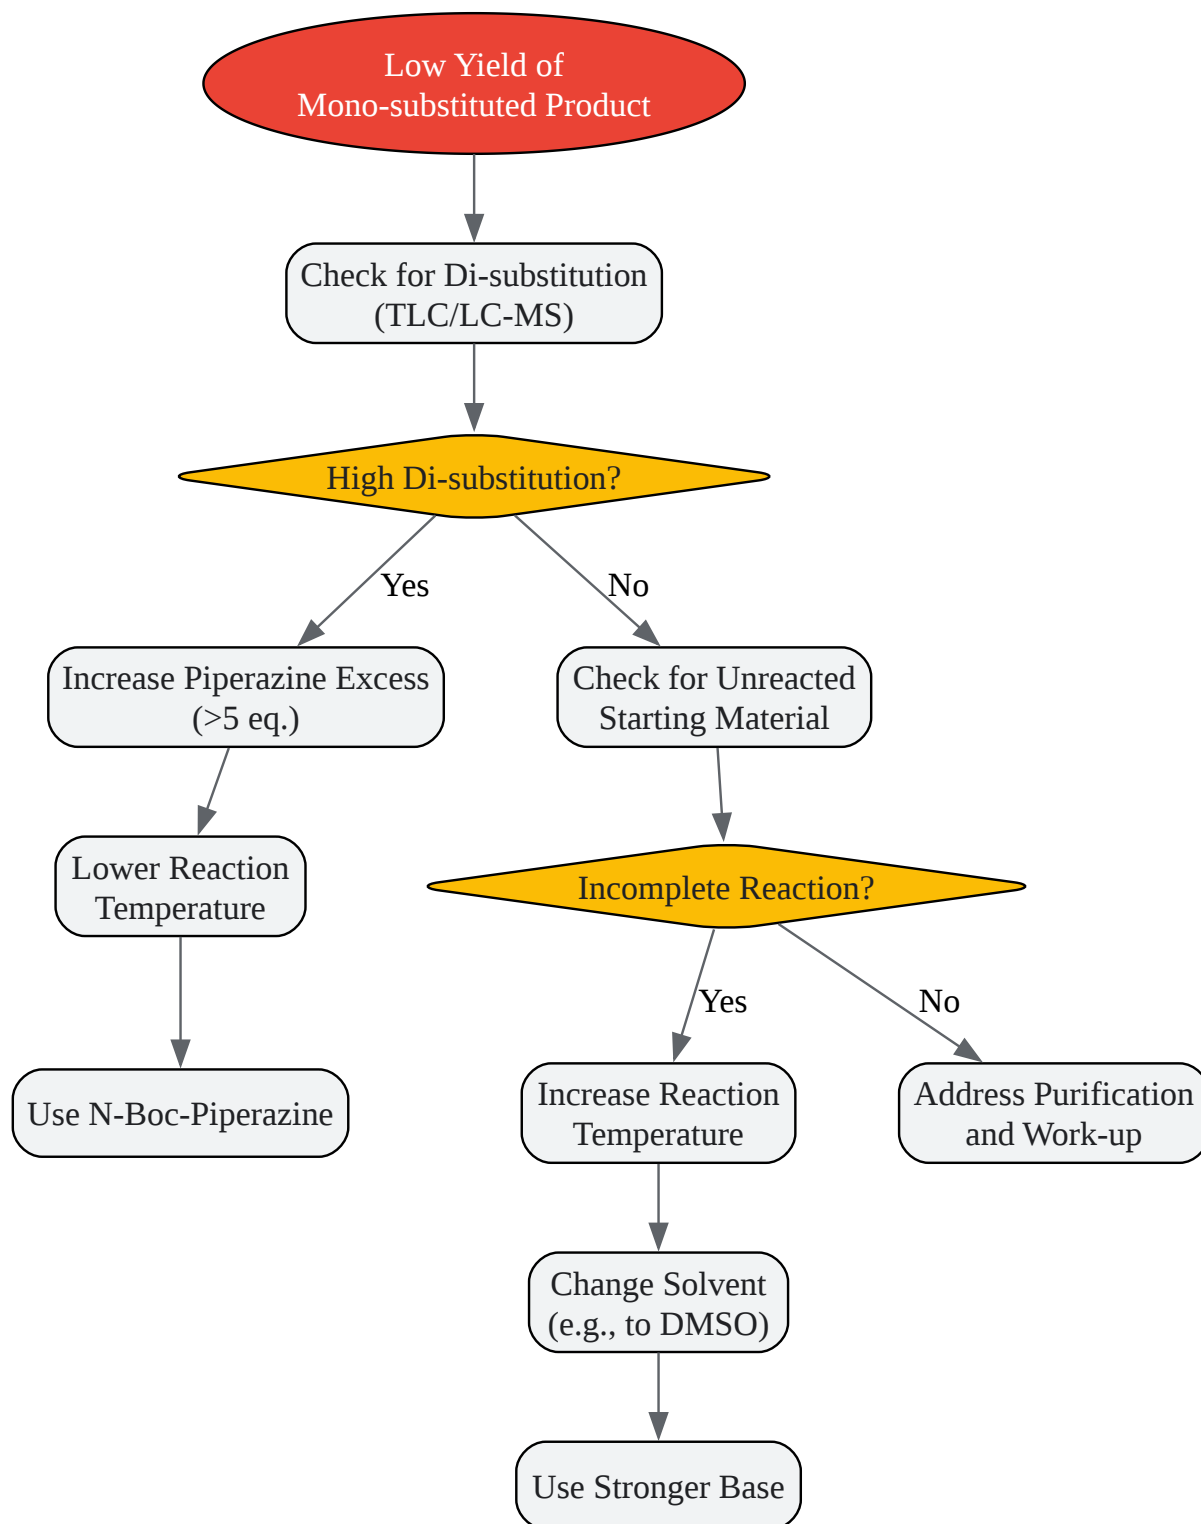 Low Yield of
Mono-substituted Product
Check for Di-substitution
(TLC/LC-MS)
High Di-substitution?
Yes
No
Increase Piperazine Excess
(>5 eq.)
Check for Unreacted
Starting Material
Lower Reaction
Temperature
Incomplete Reaction?
Yes
No
Use N-Boc-Piperazine
Increase Reaction
Temperature
Address Purification
and Work-up
Change Solvent
(e.g., to DMSO)
Use Stronger Base